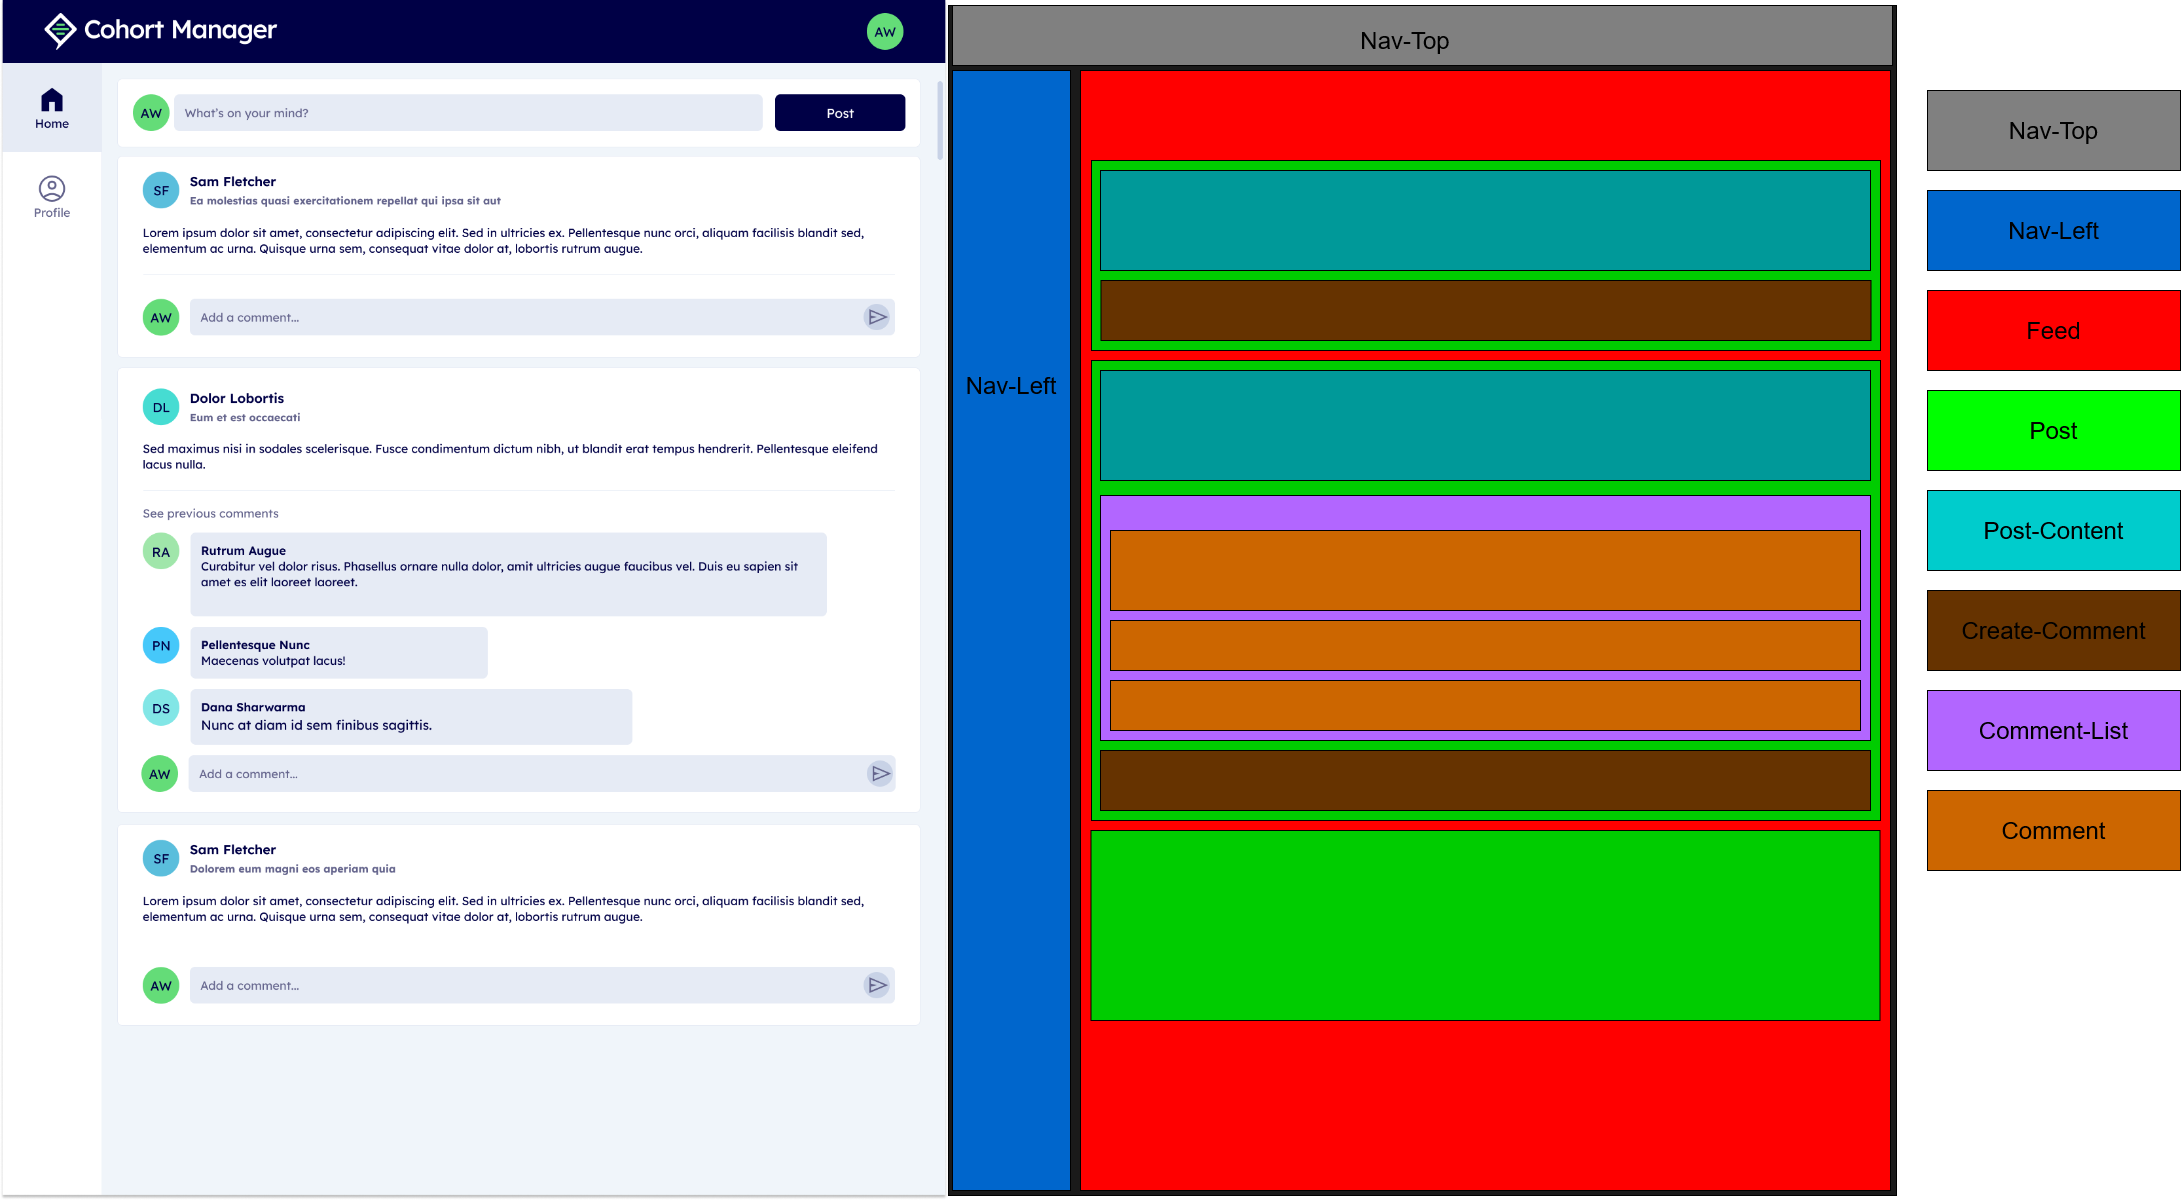 Cohort Manager
AW
Home
Profile
AW
What's on your mind?
Post
SF
Sam Fletcher
Ea molestias quasi exercitationem repellat qui ipsa sit aut
Lorem ipsum dolor sit amet, consectetur adipiscing elit. Sed in ultricies ex. Pellentesque nunc orci, aliquam facilisis blandit sed,
elementum ac urna. Quisque urna sem, consequat vitae dolor at, lobortis rutrum augue.
AW
Add a comment...
DL
Dolor Lobortis
Eum et est occaecati
Sed maximus nisi in sodales scelerisque. Fusce condimentum dictum nibh, ut blandit erat tempus hendrerit. Pellentesque eleifend
lacus nulla.
See previous comments
RA
Rutrum Augue
Curabitur vel dolor risus. Phasellus ornare nulla dolor, amit ultricies augue faucibus vel. Duis eu sapien sit
amet es elit laoreet laoreet.
PN
Pellentesque Nunc
Maecenas volutpat lacus!
DS
Dana Sharwarma
Nunc at diam id sem finibus sagittis.
AW
Add a comment...
SF
Sam Fletcher
Dolorem eum magni eos aperiam quia
Lorem ipsum dolor sit amet, consectetur adipiscing elit. Sed in ultricies ex. Pellentesque nunc orci, aliquam facilisis blandit sed,
elementum ac urna. Quisque urna sem, consequat vitae dolor at, lobortis rutrum augue.
AW
Add a comment...
Nav-Top
Nav-Left
Nav-Top
Nav-Left
Feed
Post
Post-Content
Create-Comment
Comment-List
Comment